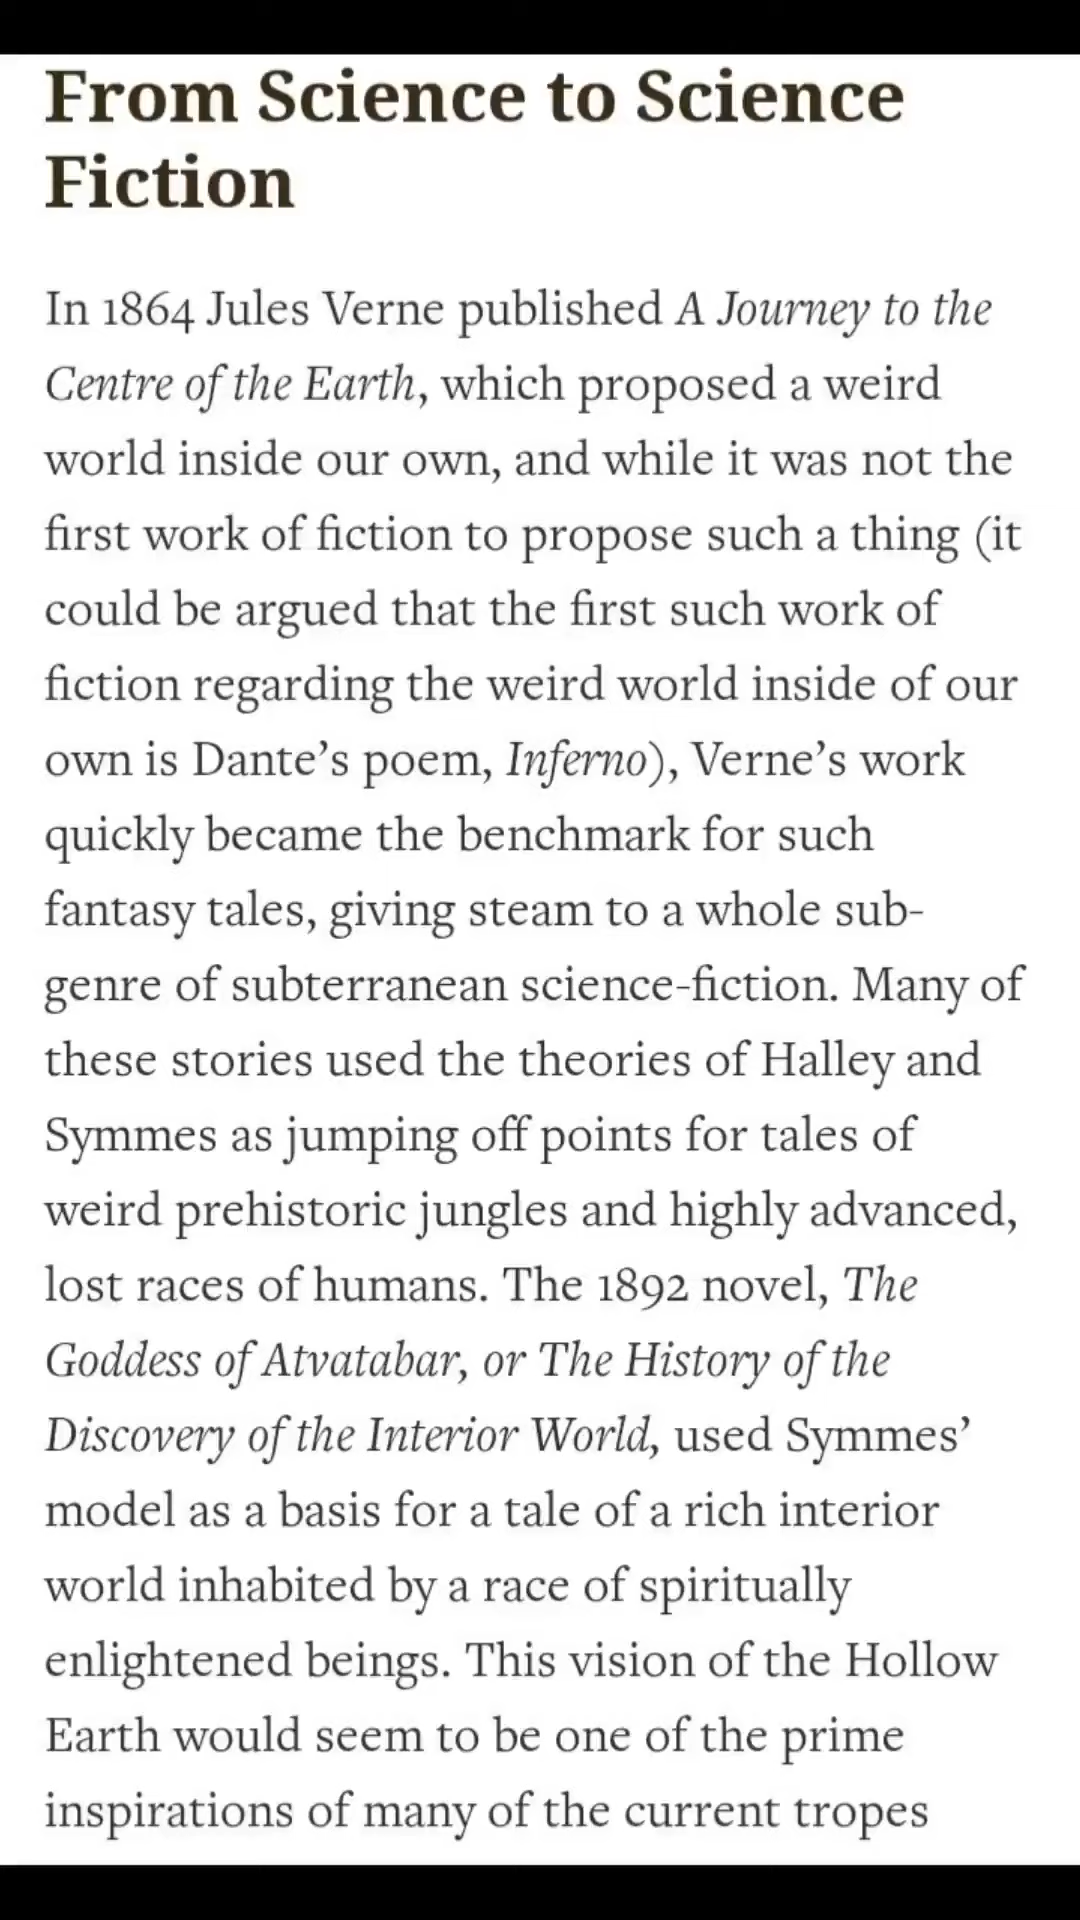 From Science to Science
Fiction
In 1864 Jules Verne published A Journey to the
Centre of the Earth, which proposed a weird
world inside our own, and while it was not the
first work of fiction to propose such a thing (it
could be argued that the first such work of
fiction regarding the weird world inside of our
own is Dante’s poem, Inferno), Verne’s work
quickly became the benchmark for such
fantasy tales, giving steam to a whole sub-
genre of subterranean science-fiction. Many of
these stories used the theories of Halley and
Symmes as jumping off points for tales of
weird prehistoric jungles and highly advanced,
lost races of humans. The 1892 novel, The
Goddess of Atvatabar, or The History of the
Discovery of the Interior World, used Symmes’
model as a basis for a tale of a rich interior
world inhabited by a race of spiritually
enlightened beings. This vision of the Hollow
Earth would seem to be one of the prime
inspirations of many of the current tropes